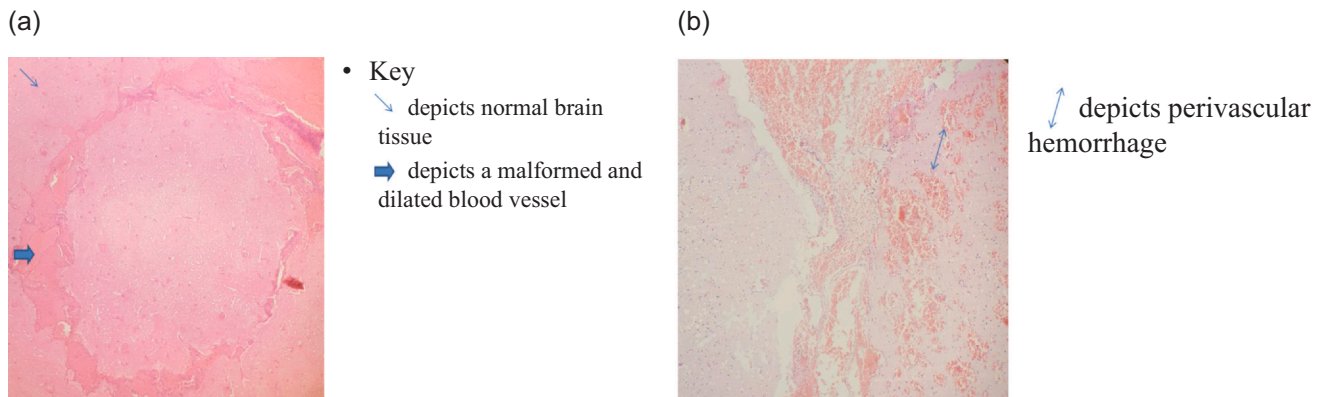 (a)
• Key
depicts normal brain
tissue
depicts a malformed and
dilated blood vessel
(b)
depicts perivascular
hemorrhage